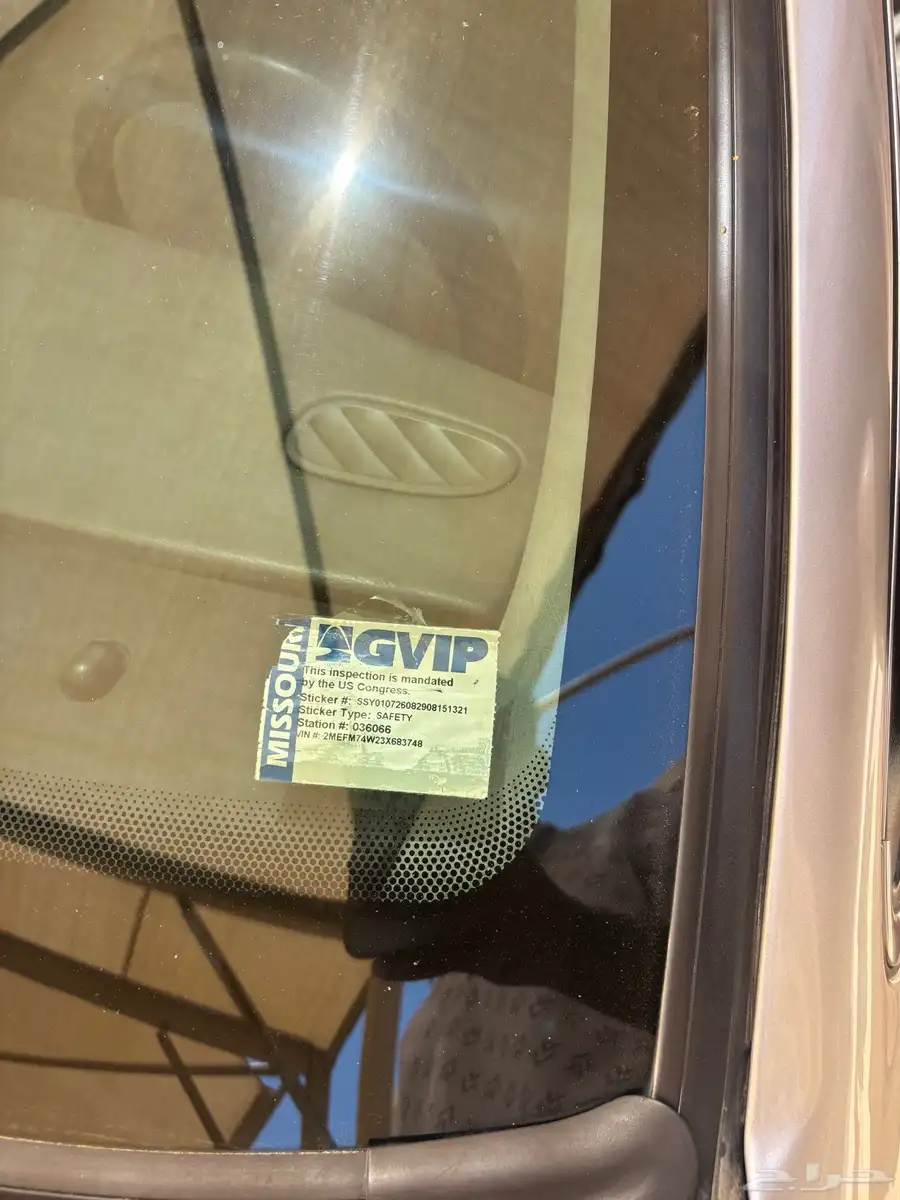 MISSOURI
GVIP
This inspection is mandated
by the US Congress.
Sticker #: SSY010726082908151321
Sticker Type: SAFETY
Station #: 036066
VIN #: 2MEFM74W23X683748
حراج